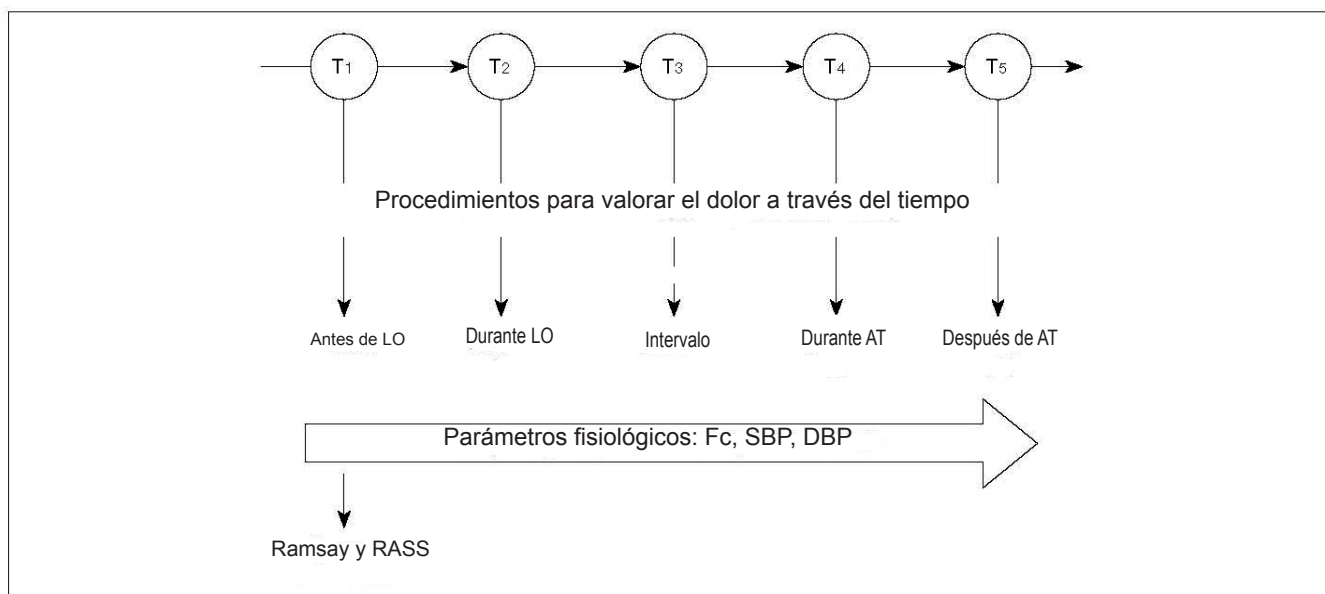 T1 T2 T3 T4 T5
Procedimientos para valorar el dolor a través del tiempo
Antes de LO Durante LO Intervalo Durante AT Después de AT
Parámetros fisiológicos: Fc, SBP, DBP
Ramsay y RASS